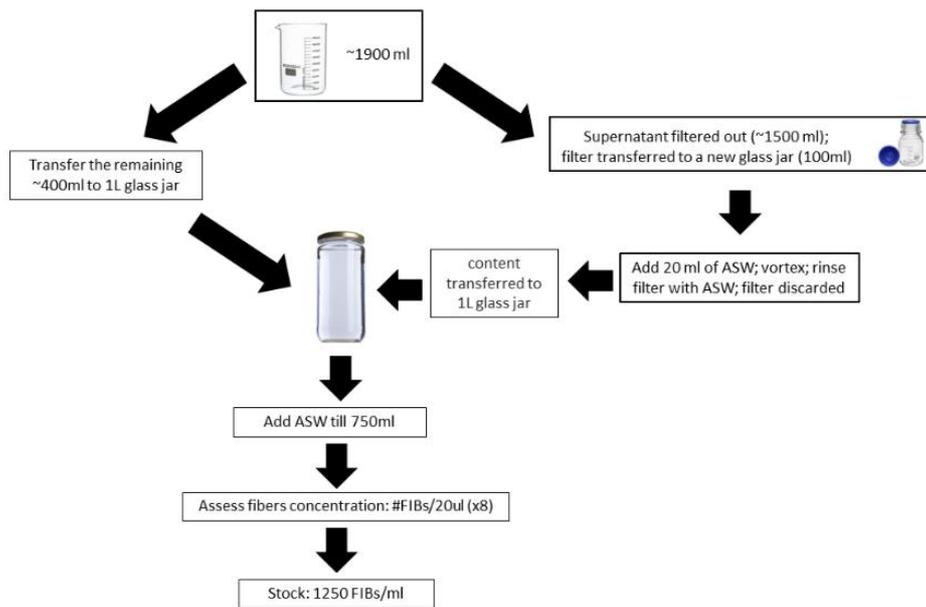 ~1900 ml
Supernatant filtered out (~1500 ml);
filter transferred to a new glass jar (100ml)
Transfer the remaining
~400ml to 1L glass jar
Add 20 ml of ASW; vortex; rinse
filter with ASW; filter discarded
content
transferred to
1L glass jar
Add ASW till 750ml
Assess fibers concentration: #FIBs/20ul (x8)
Stock: 1250 FIBs/ml